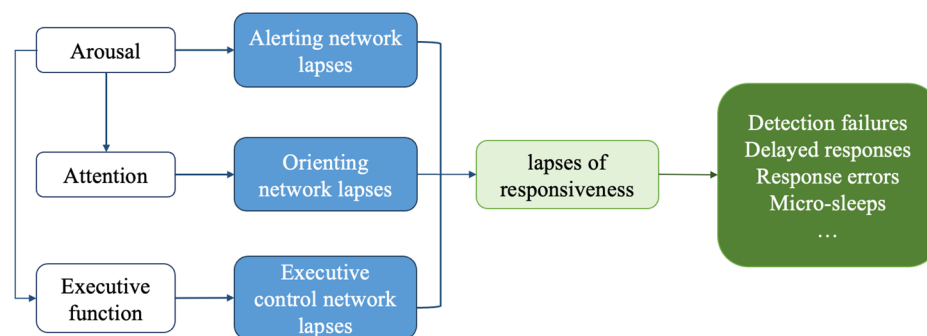 Arousal
Alerting network
lapses
Attention
Orienting
network lapses
Executive
function
Executive
control network
lapses
lapses of
responsiveness
Detection failures
Delayed responses
Response errors
Micro-sleeps
…